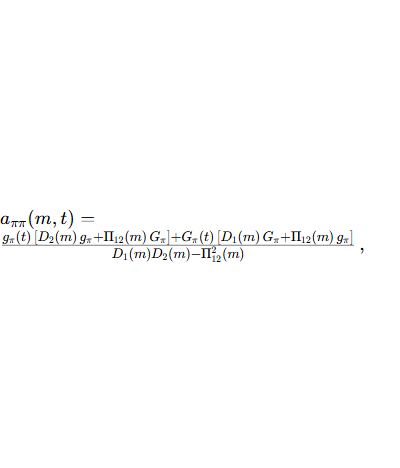 a_{ππ}(m, t) =
\frac{g_π(t) [D_2(m) g_π + Π_{12}(m) G_π] + G_π(t) [D_1(m) G_π + Π_{12}(m) g_π]}{D_1(m) D_2(m) − Π_{12}^2(m)} ,